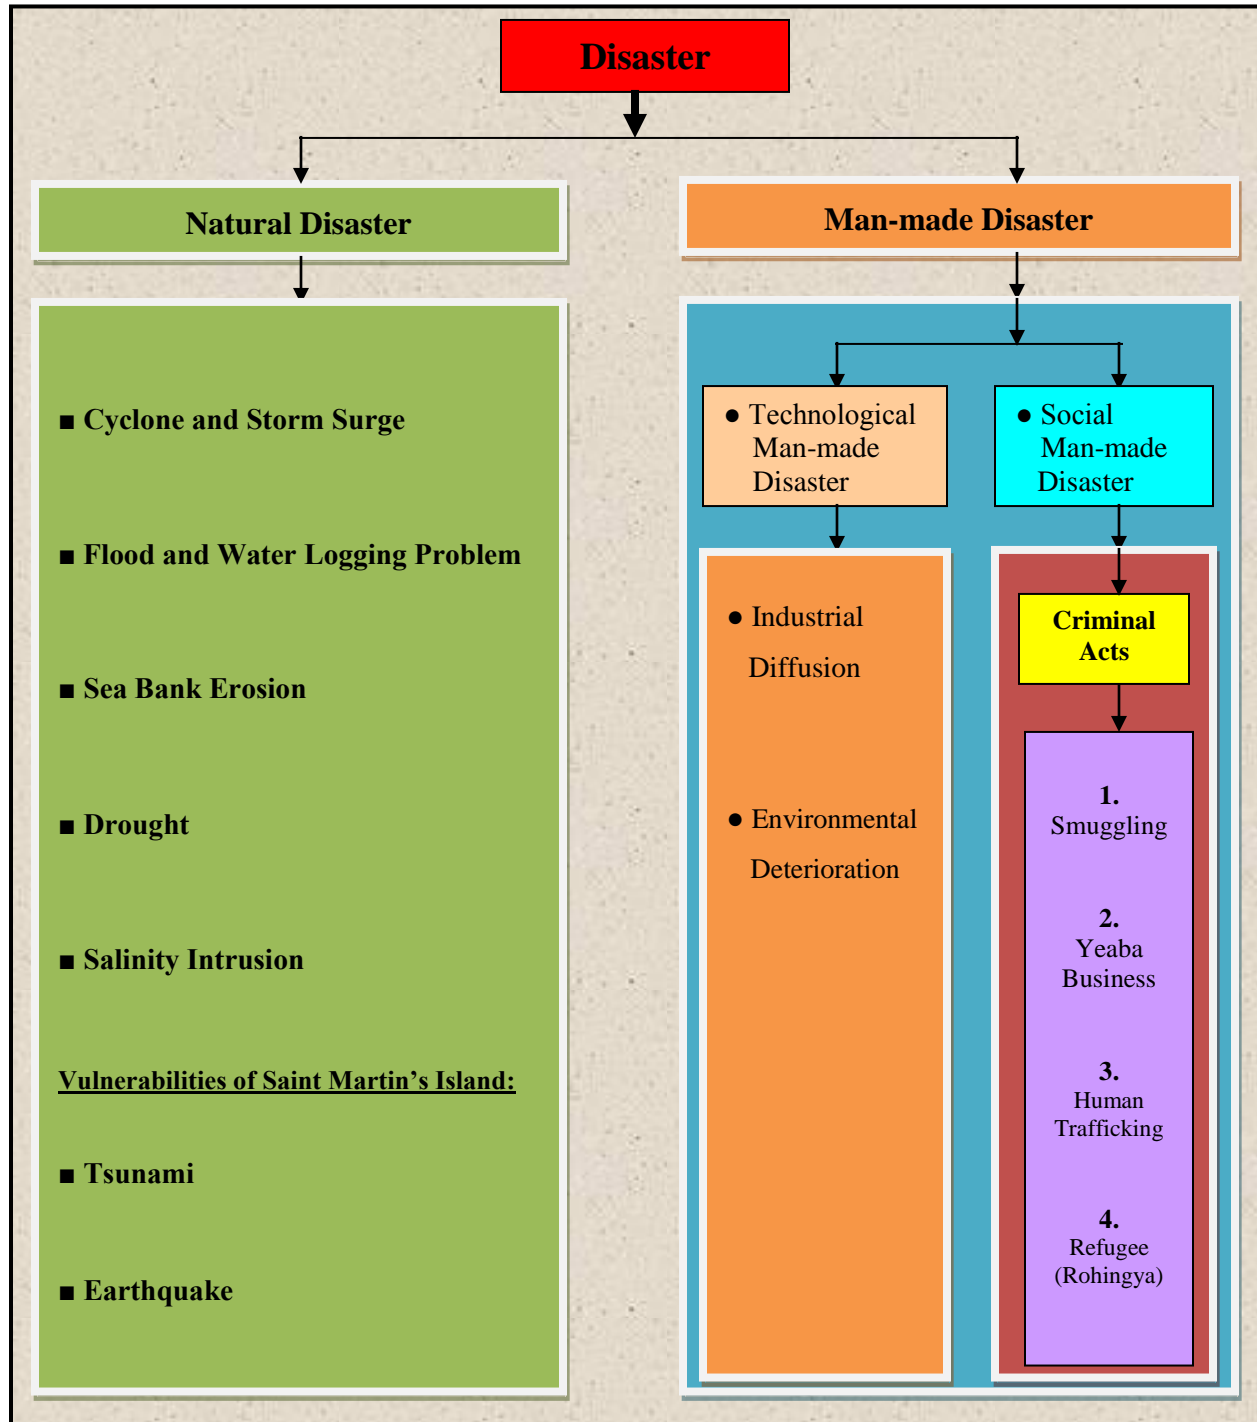 Disaster
Natural Disaster
■ Cyclone and Storm Surge
■ Flood and Water Logging Problem
■ Sea Bank Erosion
■ Drought
■ Salinity Intrusion
Vulnerabilities of Saint Martin’s Island:
■ Tsunami
■ Earthquake
Man-made Disaster
● Technological
Man-made
Disaster
● Industrial
Diffusion
● Environmental
Deterioration
● Social
Man-made
Disaster
Criminal
Acts
1.
Smuggling
2.
Yeaba
Business
3.
Human
Trafficking
4.
Refugee
(Rohingya)